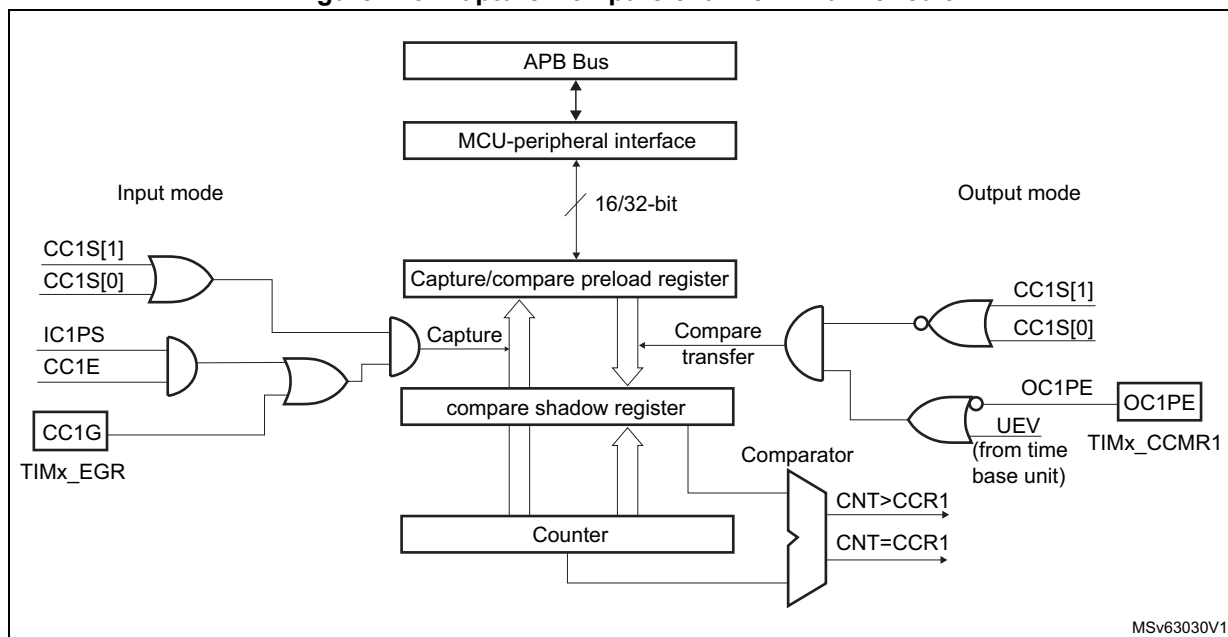 APB Bus
MCU-peripheral interface
Input mode
16/32-bit
Output mode
CC1S[1]
CC1S[0]
Capture/compare preload register
CC1S[1]
CC1S[0]
IC1PS
CC1E
Capture
Compare
transfer
CC1G
TIMx_EGR
compare shadow register
OC1PE
OC1PE
TIMx_CCMR1
UEV
(from time
base unit)
Comparator
CNT>CCR1
Counter
CNT=CCR1
MSv63030V1